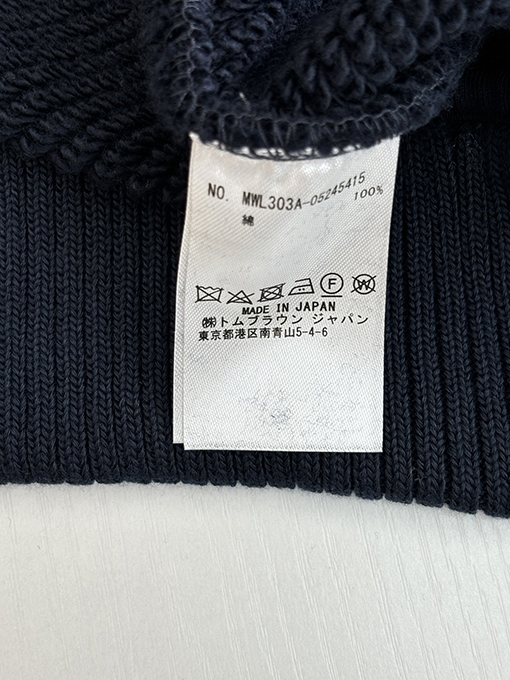 NO. MWL303A-05245415
綿 100%
MADE IN JAPAN
㈱トムブラウン ジャパン
東京都港区南青山5-4-6